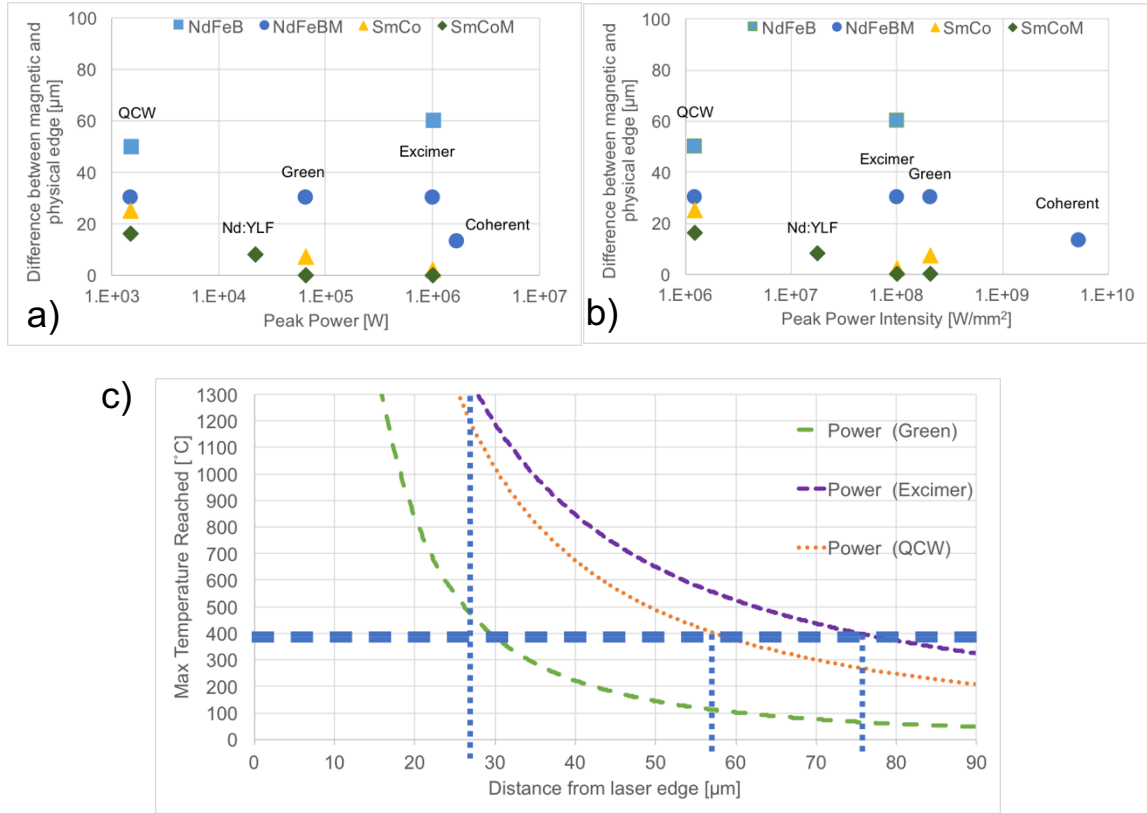 NdFeB NdFeBM SmCo SmCoM
Difference between magnetic and
physical edge [µm]
100
80
60
40
20
0
QCW
Green
Excimer
Nd:YLF
Coherent
1.E+03 1.E+04 1.E+05 1.E+06 1.E+07
Peak Power [W]
a)
NdFeB NdFeBM SmCo SmCoM
Difference between magnetic and
physical edge [µm]
100
80
60
40
20
0
QCW
Excimer
Green
Nd:YLF
Coherent
1.E+06 1.E+07 1.E+08 1.E+09 1.E+10
Peak Power Intensity [W/mm²]
b)
c)
Max Temperature Reached [˚C]
1300
1200
1100
1000
900
800
700
600
500
400
300
200
100
0
Power (Green)
Power (Excimer)
Power (QCW)
0 10 20 30 40 50 60 70 80 90
Distance from laser edge [µm]